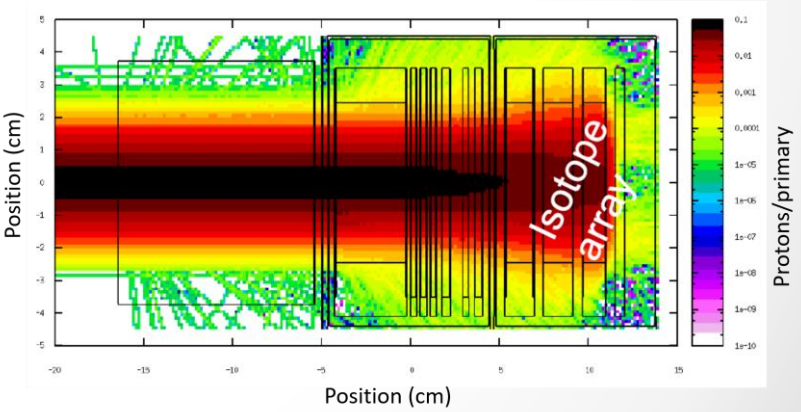 5
4
3
2
1
0
-1
-2
-3
-4
-5
Position (cm)
-20
-15
-10
-5
0
5
10
15
Position (cm)
Isotope
array
0.1
0.01
0.001
0.0001
1e-05
1e-06
1e-07
1e-08
1e-09
1e-10
Protons/primary